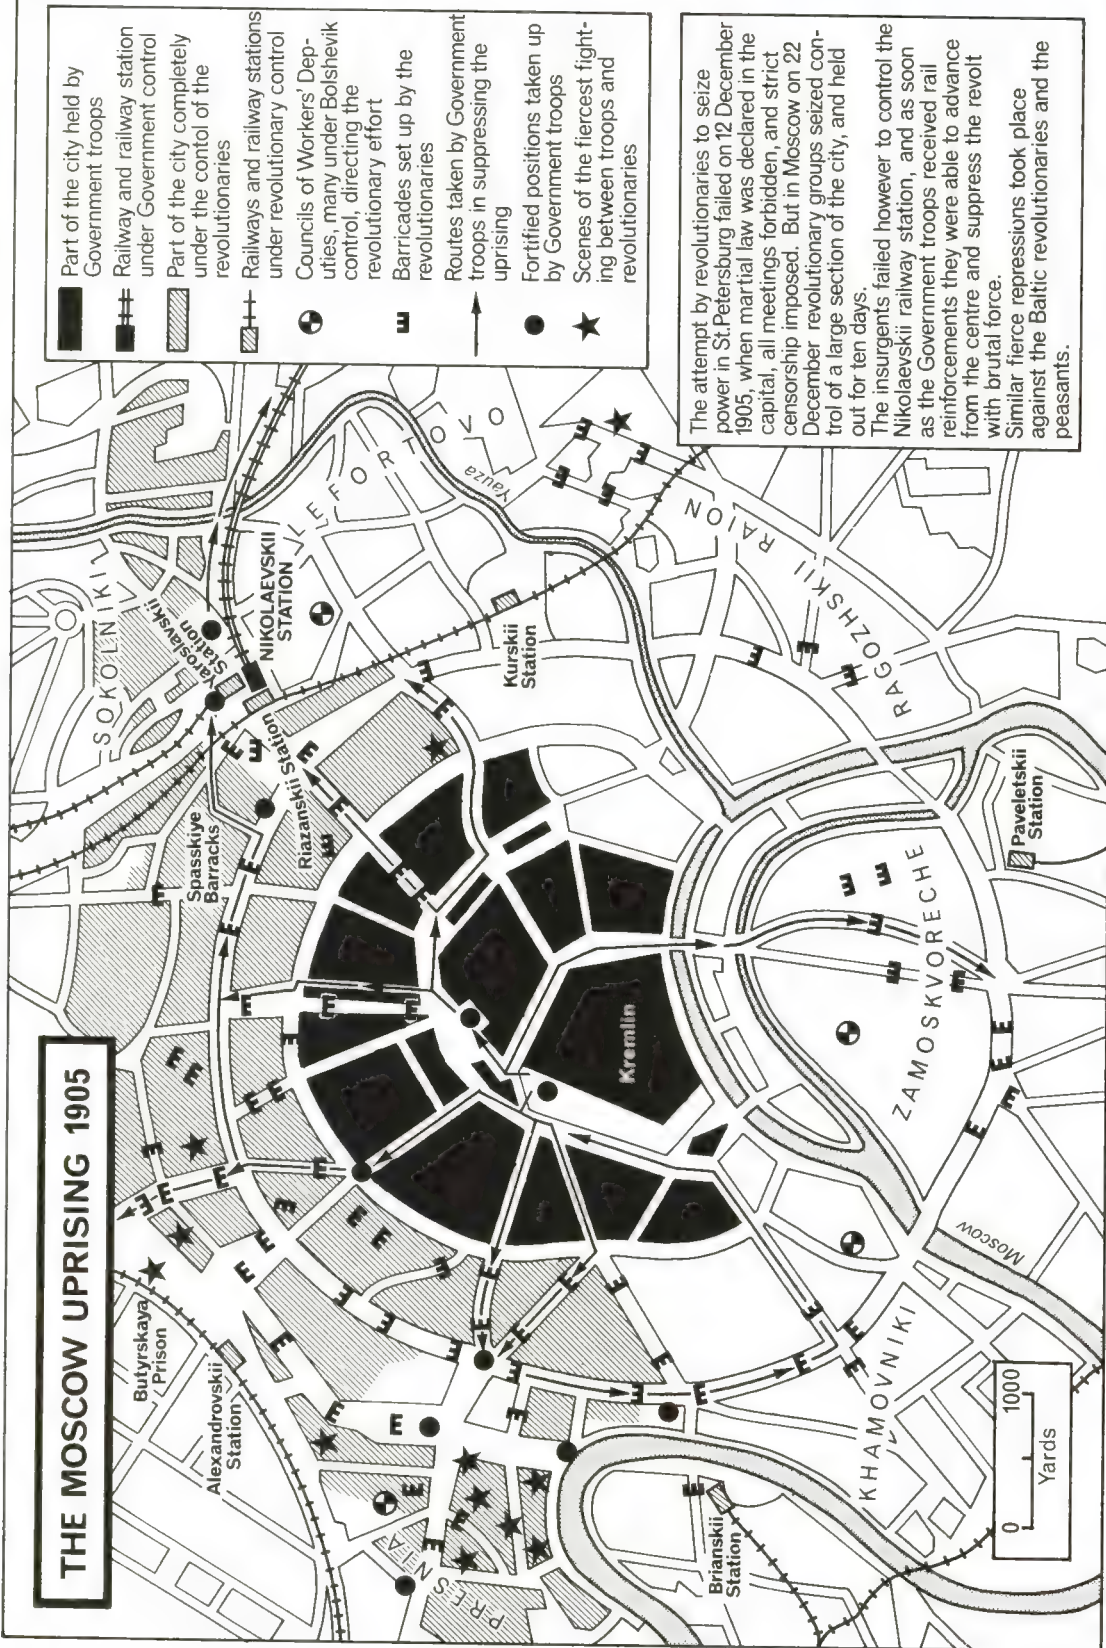 THE MOSCOW UPRISING 1905
Part of the city held by
Government troops
Railway and railway station
under Government control
Part of the city completely
under the contol of the
revolutionaries
Railways and railway stations
under revolutionary control
Councils of Workers' Dep-
uties, many under Bolshevik
control, directing the
revolutionary effort
Barricades set up by the
revolutionaries
Routes taken by Government
troops in suppressing the
uprising
Fortified positions taken up
by Government troops
Scenes of the fiercest fight-
ing between troops and
revolutionaries
The attempt by revolutionaries to seize
power in St.Petersburg failed on 12 December
1905, when martial law was declared in the
capital, all meetings forbidden, and strict
censorship imposed. But in Moscow on 22
December revolutionary groups seized con-
trol of a large section of the city, and held
out for ten days.
The insurgents failed however to control the
Nikolaevskii railway station, and as soon
as the Government troops received rail
reinforcements they were able to advance
from the centre and suppress the revolt
with brutal force.
Similar fierce repressions took place
against the Baltic revolutionaries and the
peasants.
SOKOLNIKI
Yaroslavskii
Station
NIKOLAEVSKII
STATION
LEFORTOVO
Yauza
Spasskiye
Barracks
Riazanskii Station
Kurskii
Station
RAGOZHSKII RAION
Butyrskaya
Prison
Alexandrovskii
Station
PRESNIA
Kremlin
ZAMOSKVORECHE
Paveletskii
Station
Moscow
KHAMOVNIKI
Brianskii
Station
0 1000
Yards